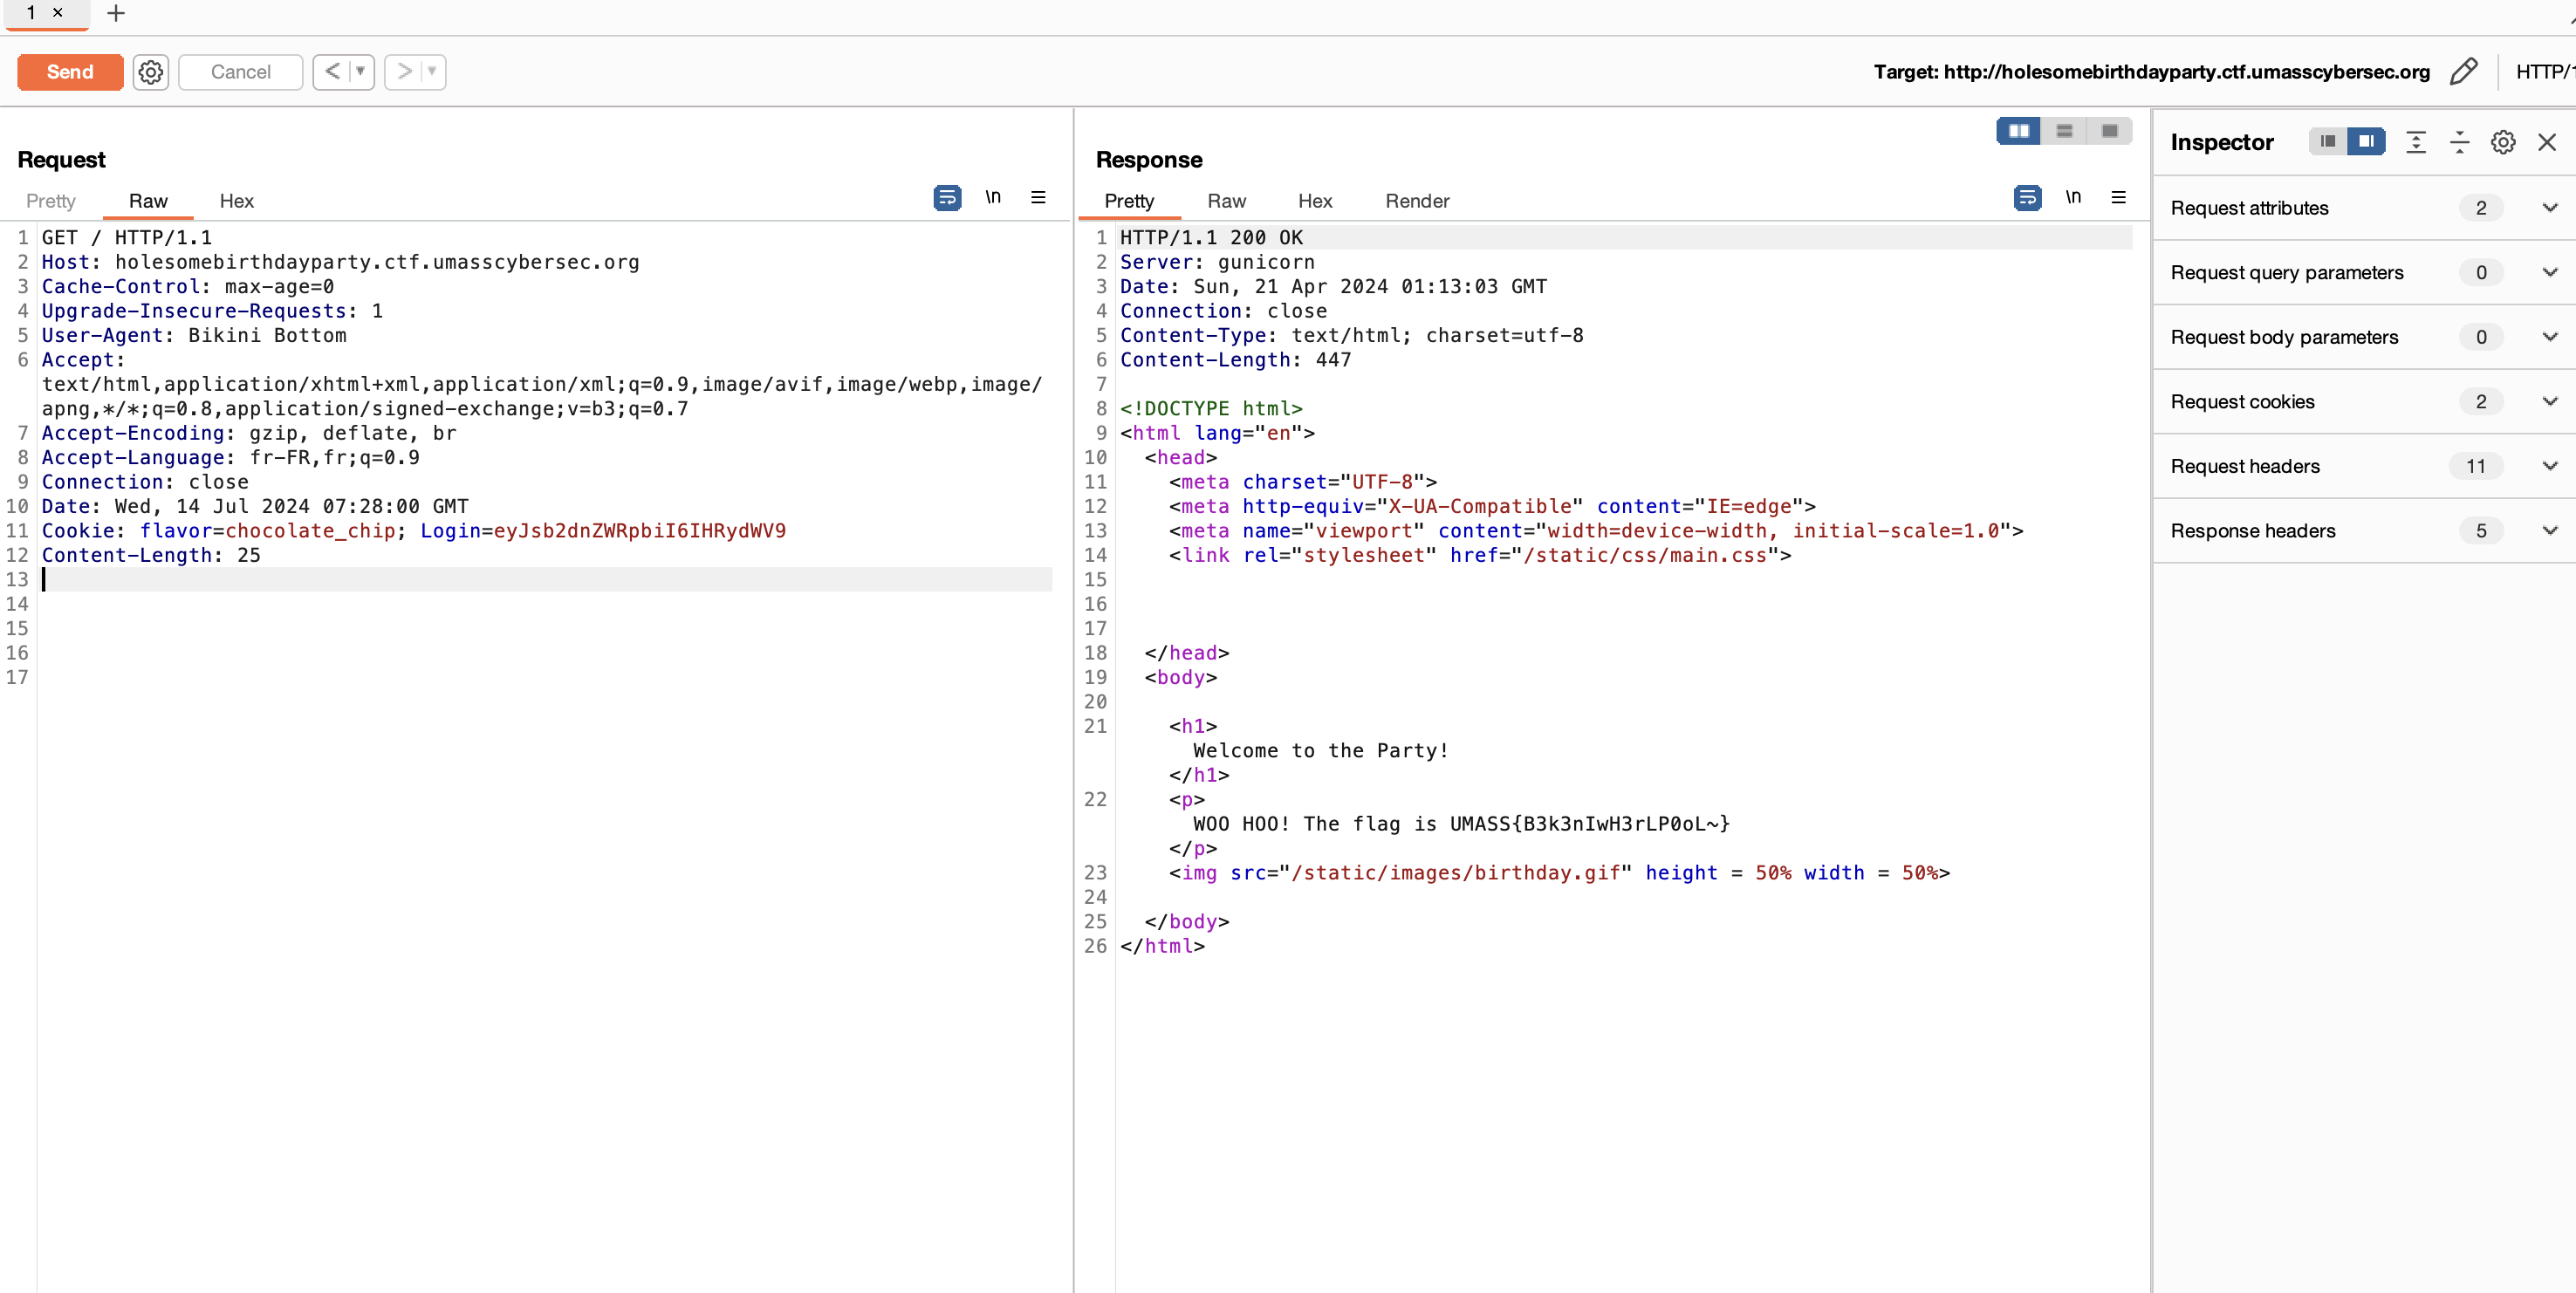 1 × +
Send Cancel < > Target: http://holesomebirthdayparty.ctf.umasscybersec.org HTTP/1
Request
Pretty Raw Hex \n
1 GET / HTTP/1.1
2 Host: holesomebirthdayparty.ctf.umasscybersec.org
3 Cache-Control: max-age=0
4 Upgrade-Insecure-Requests: 1
5 User-Agent: Bikini Bottom
6 Accept:
text/html,application/xhtml+xml,application/xml;q=0.9,image/avif,image/webp,image/
apng,*/*;q=0.8,application/signed-exchange;v=b3;q=0.7
7 Accept-Encoding: gzip, deflate, br
8 Accept-Language: fr-FR,fr;q=0.9
9 Connection: close
10 Date: Wed, 14 Jul 2024 07:28:00 GMT
11 Cookie: flavor=chocolate_chip; Login=eyJsb2dnZWRpbiI6IHRydWV9
12 Content-Length: 25
13
14
15
16
17
Response
Pretty Raw Hex Render \n
1 HTTP/1.1 200 OK
2 Server: gunicorn
3 Date: Sun, 21 Apr 2024 01:13:03 GMT
4 Connection: close
5 Content-Type: text/html; charset=utf-8
6 Content-Length: 447
7
8 <!DOCTYPE html>
9 <html lang="en">
10 <head>
11 <meta charset="UTF-8">
12 <meta http-equiv="X-UA-Compatible" content="IE=edge">
13 <meta name="viewport" content="width=device-width, initial-scale=1.0">
14 <link rel="stylesheet" href="/static/css/main.css">
15
16
17
18 </head>
19 <body>
20
21 <h1>
Welcome to the Party!
</h1>
22 <p>
WOO HOO! The flag is UMASS{B3k3nIwH3rLP0oL~}
</p>
23 <img src="/static/images/birthday.gif" height = 50% width = 50%>
24
25 </body>
26 </html>
Inspector
Request attributes 2
Request query parameters 0
Request body parameters 0
Request cookies 2
Request headers 11
Response headers 5